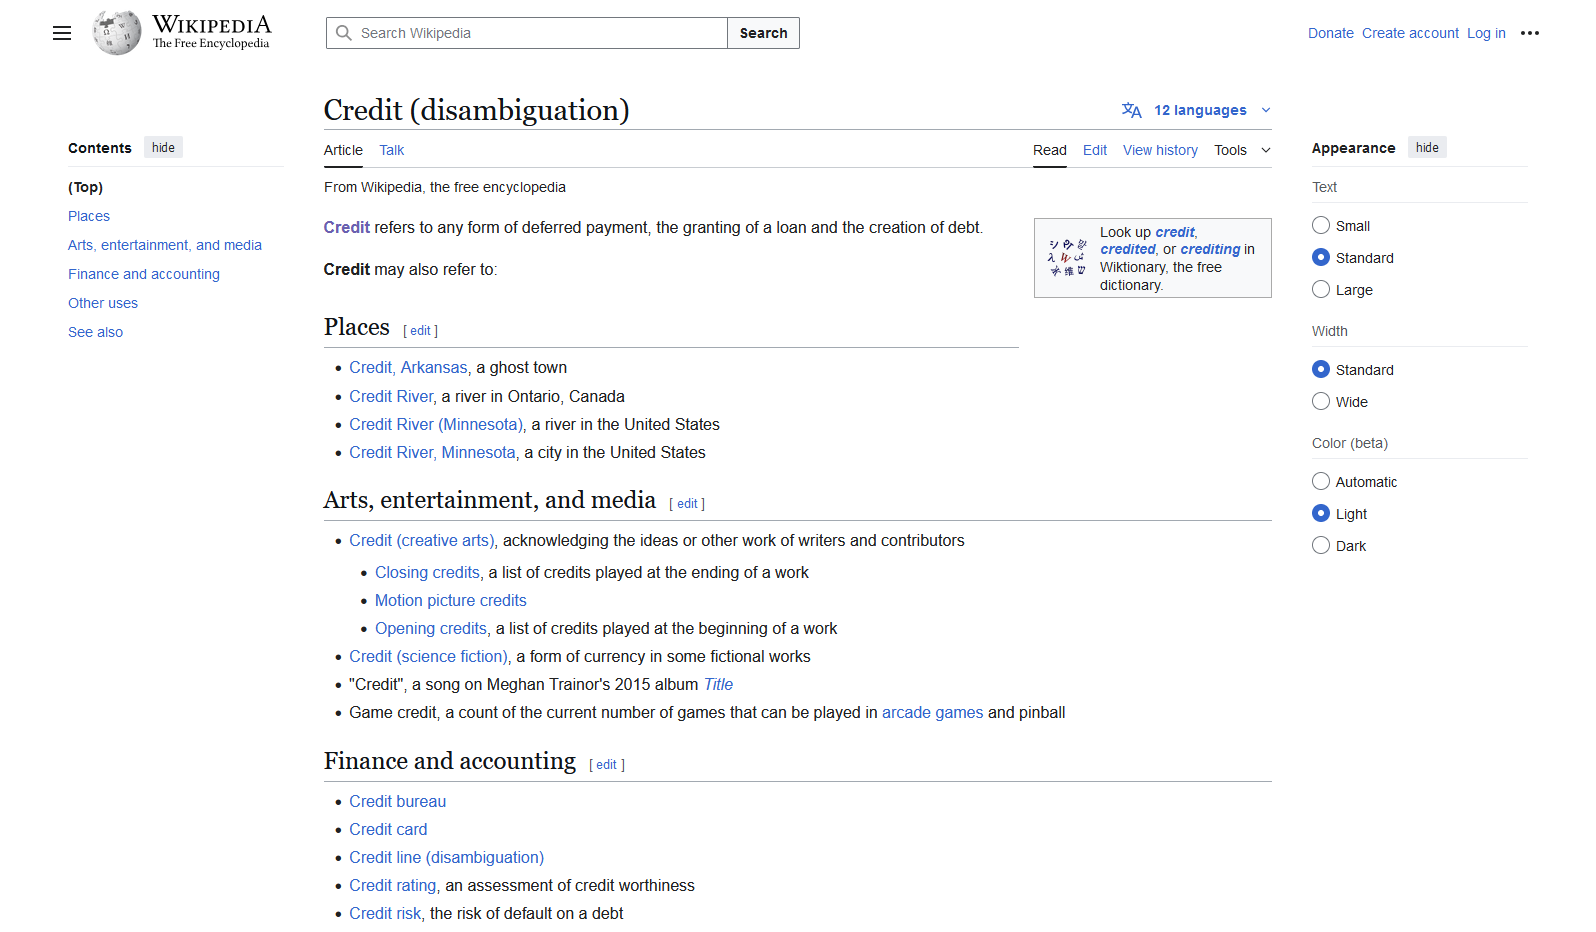 WIKIPEDIA
The Free Encyclopedia
Search Wikipedia
Search
Donate Create account Log in
Contents hide
(Top)
Places
Arts, entertainment, and media
Finance and accounting
Other uses
See also
Credit (disambiguation)
12 languages
Article Talk
Read Edit View history Tools
From Wikipedia, the free encyclopedia
Credit refers to any form of deferred payment, the granting of a loan and the creation of debt.
Look up credit,
credited, or crediting in
Wiktionary, the free
dictionary.
Credit may also refer to:
Places [ edit ]
Credit, Arkansas, a ghost town
Credit River, a river in Ontario, Canada
Credit River (Minnesota), a river in the United States
Credit River, Minnesota, a city in the United States
Arts, entertainment, and media [ edit ]
Credit (creative arts), acknowledging the ideas or other work of writers and contributors
Closing credits, a list of credits played at the ending of a work
Motion picture credits
Opening credits, a list of credits played at the beginning of a work
Credit (science fiction), a form of currency in some fictional works
"Credit", a song on Meghan Trainor's 2015 album Title
Game credit, a count of the current number of games that can be played in arcade games and pinball
Finance and accounting [ edit ]
Credit bureau
Credit card
Credit line (disambiguation)
Credit rating, an assessment of credit worthiness
Credit risk, the risk of default on a debt
Appearance hide
Text
Small
Standard
Large
Width
Standard
Wide
Color (beta)
Automatic
Light
Dark